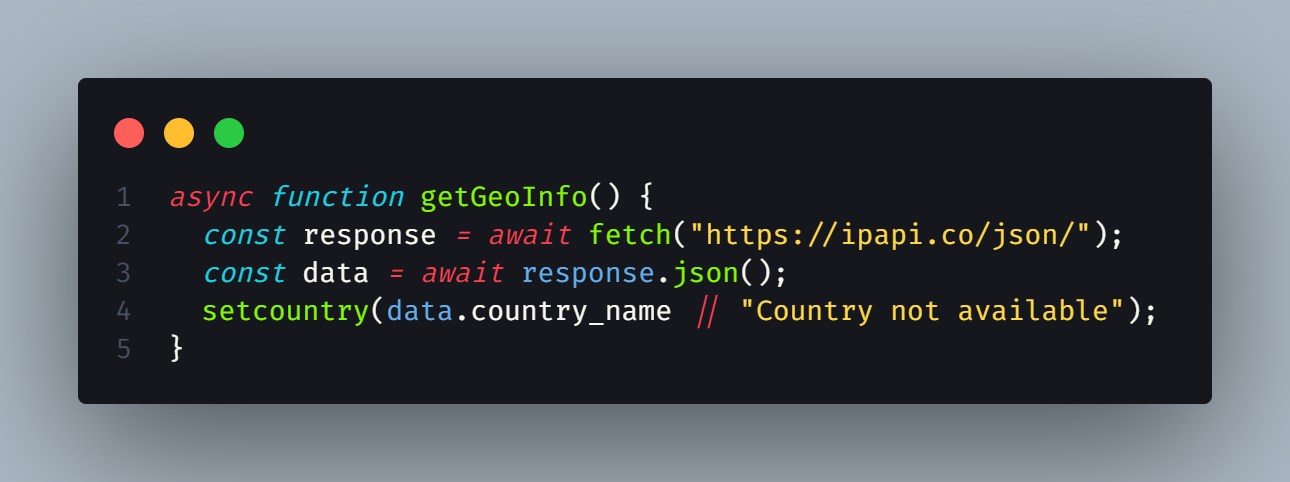 1 async function getGeoInfo() {
2   const response = await fetch("https://ipapi.co/json/");
3   const data = await response.json();
4   setcountry(data.country_name || "Country not available");
5 }